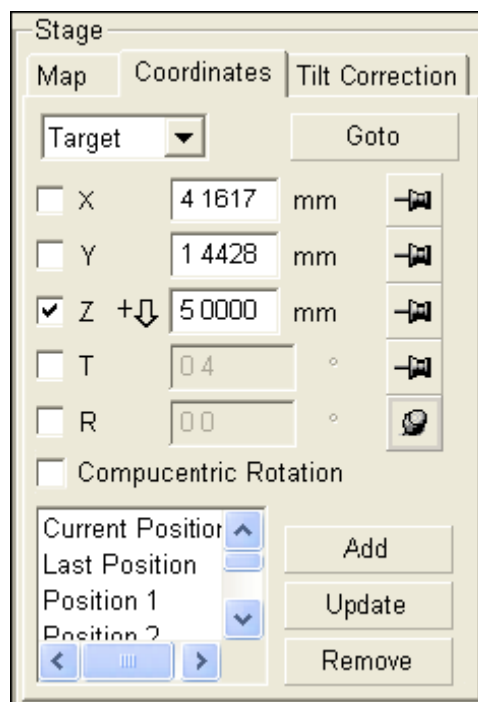 Stage
Map Coordinates Tilt Correction
Target Goto
X 4 1617 mm
Y 1 4428 mm
Z + 5 0000 mm
T 0 4 °
R 0 0 °
Compucentric Rotation
Current Position
Last Position
Position 1
Position 2
Add
Update
Remove